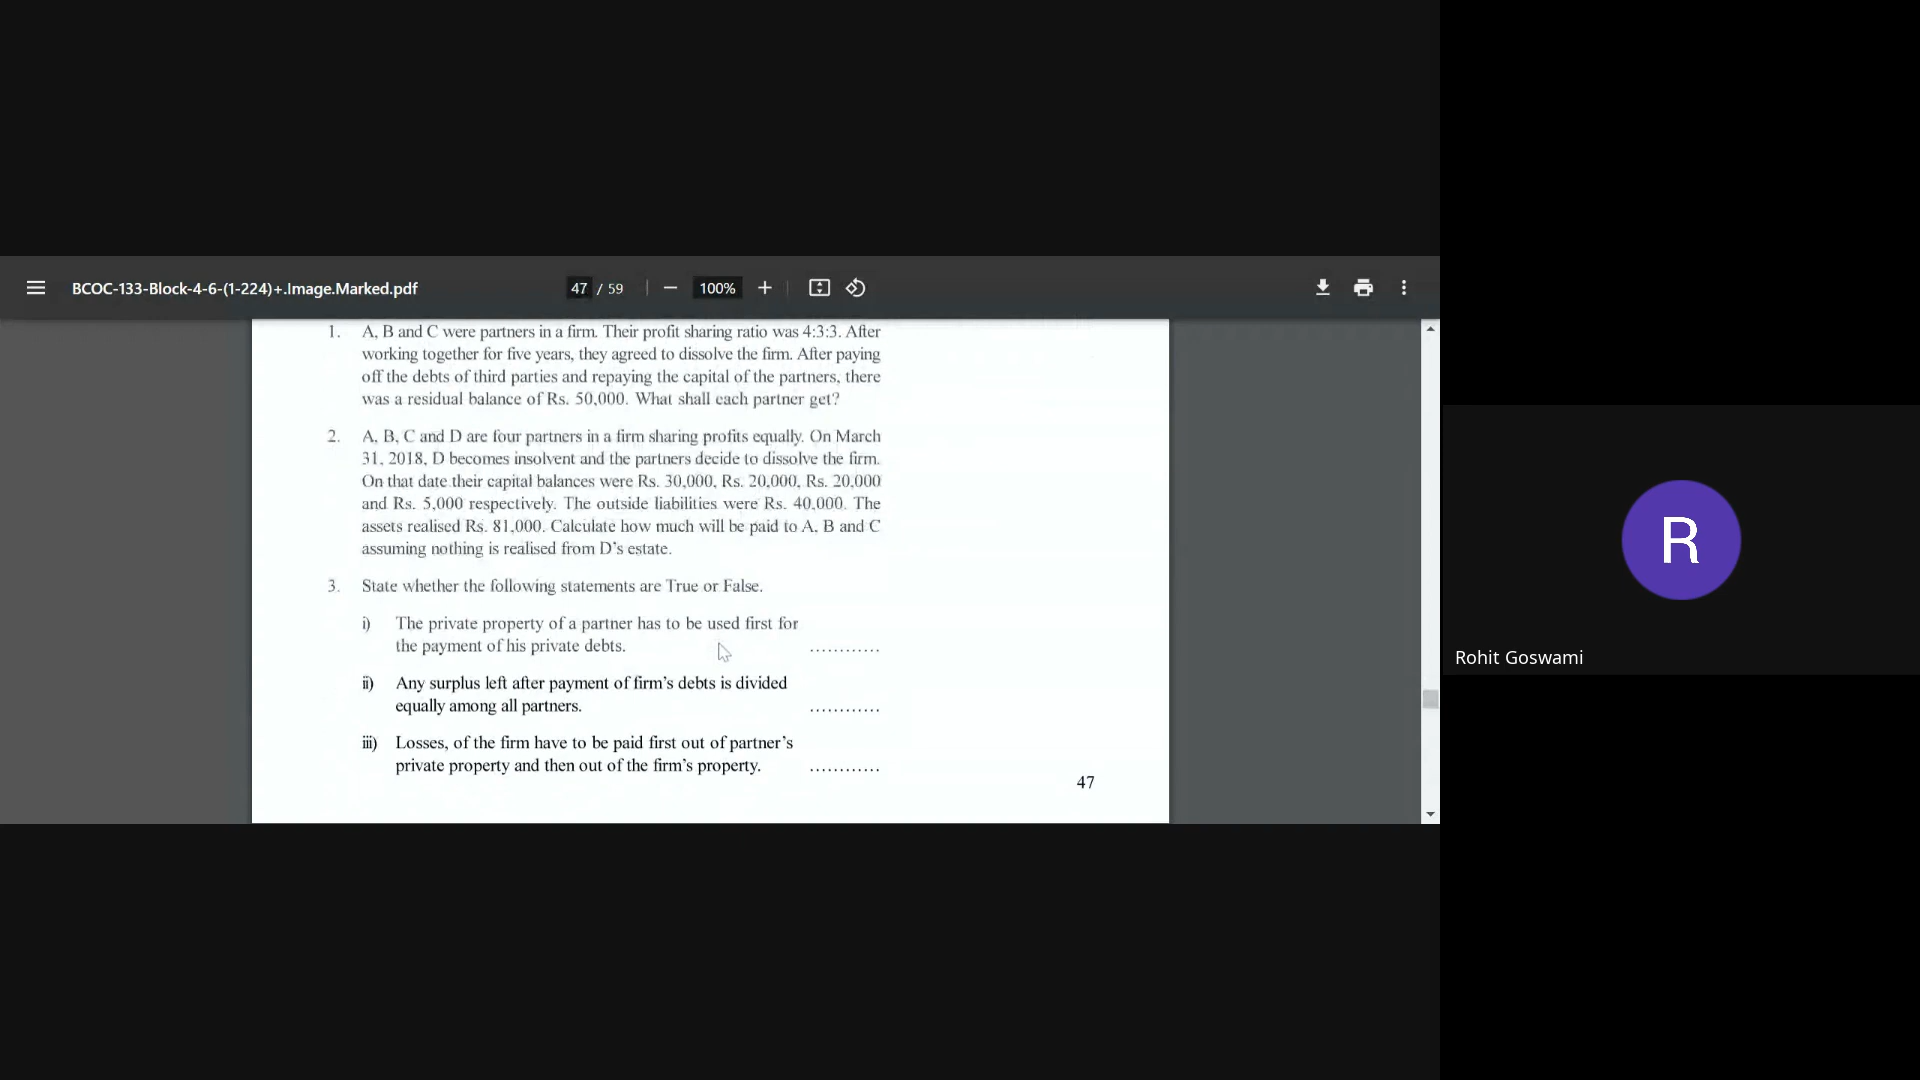 BCOC-133-Block-4-6-(1-224)+.Image.Marked.pdf
47 / 59
100%
1. A, B and C were partners in a firm. Their profit sharing ratio was 4:3:3. After
working together for five years, they agreed to dissolve the firm. After paying
off the debts of third parties and repaying the capital of the partners, there
was a residual balance of Rs. 50,000. What shall each partner get?
2. A, B, C and D are four partners in a firm sharing profits equally. On March
31, 2018, D becomes insolvent and the partners decide to dissolve the firm.
On that date their capital balances were Rs. 30,000, Rs. 20,000, Rs. 20,000
and Rs. 5,000 respectively. The outside liabilities were Rs. 40,000. The
assets realised Rs. 81,000. Calculate how much will be paid to A, B and C
assuming nothing is realised from D's estate.
3. State whether the following statements are True or False.
i) The private property of a partner has to be used first for
the payment of his private debts. ............
ii) Any surplus left after payment of firm's debts is divided
equally among all partners. ............
iii) Losses, of the firm have to be paid first out of partner's
private property and then out of the firm's property. ............
47
R
Rohit Goswami